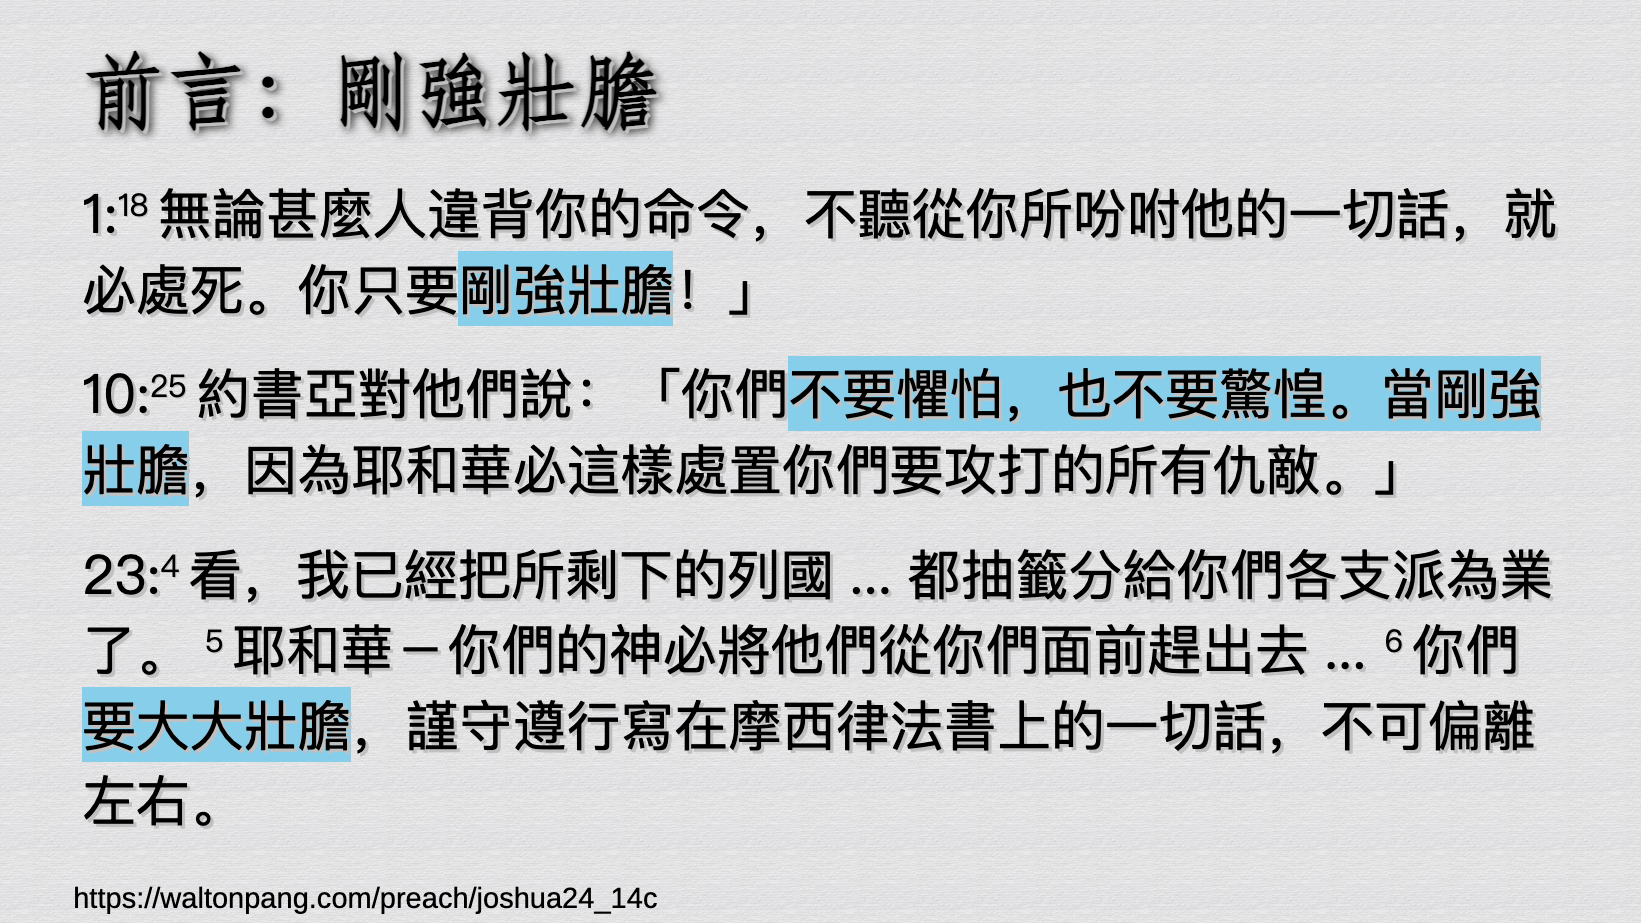 前言：剛強壯膽
1:18 無論甚麼人違背你的命令，不聽從你所吩咐他的一切話，就
必處死。你只要剛強壯膽！」
10:25 約書亞對他們說：「你們不要懼怕，也不要驚惶。當剛強
壯膽，因為耶和華必這樣處置你們要攻打的所有仇敵。」
23:4 看，我已經把所剩下的列國 ... 都抽籤分給你們各支派為業
了。 5 耶和華－你們的神必將他們從你們面前趕出去 ... 6 你們
要大大壯膽，謹守遵行寫在摩西律法書上的一切話，不可偏離
左右。
https://waltonpang.com/preach/joshua24_14c